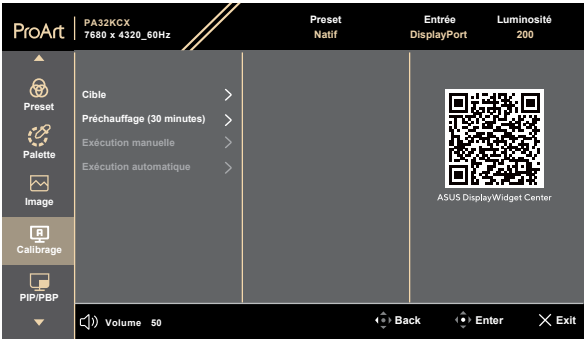 ProArt
PA32KCX
7680 x 4320_60Hz
Preset
Natif
Entrée
DisplayPort
Luminosité
200
Preset
Palette
Image
Calibrage
PIP/PBP
Cible
Préchauffage (30 minutes)
Exécution manuelle
Exécution automatique
ASUS DisplayWidget Center
Volume 50
Back
Enter
Exit